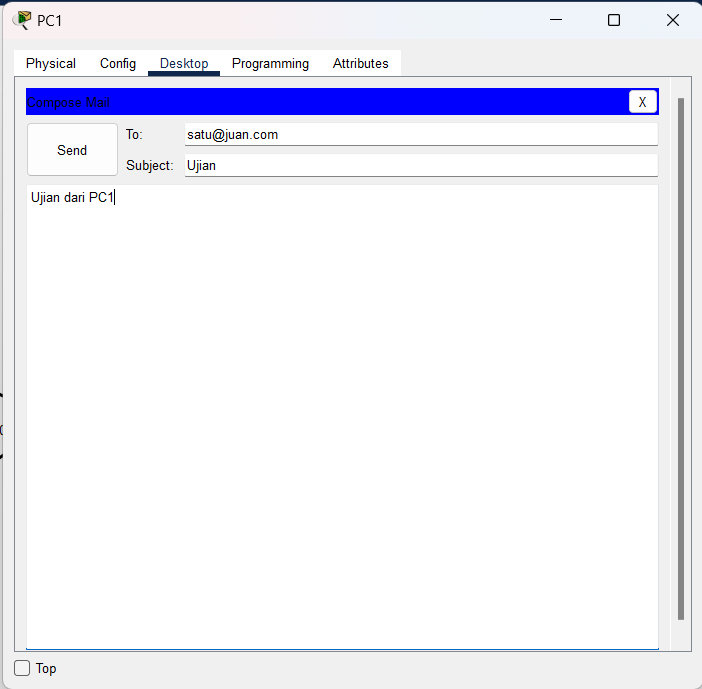 PC1
Physical Config Desktop Programming Attributes
Compose Mail
X
Send
To: satu@juan.com
Subject: Ujian
Ujian dari PC1
Top